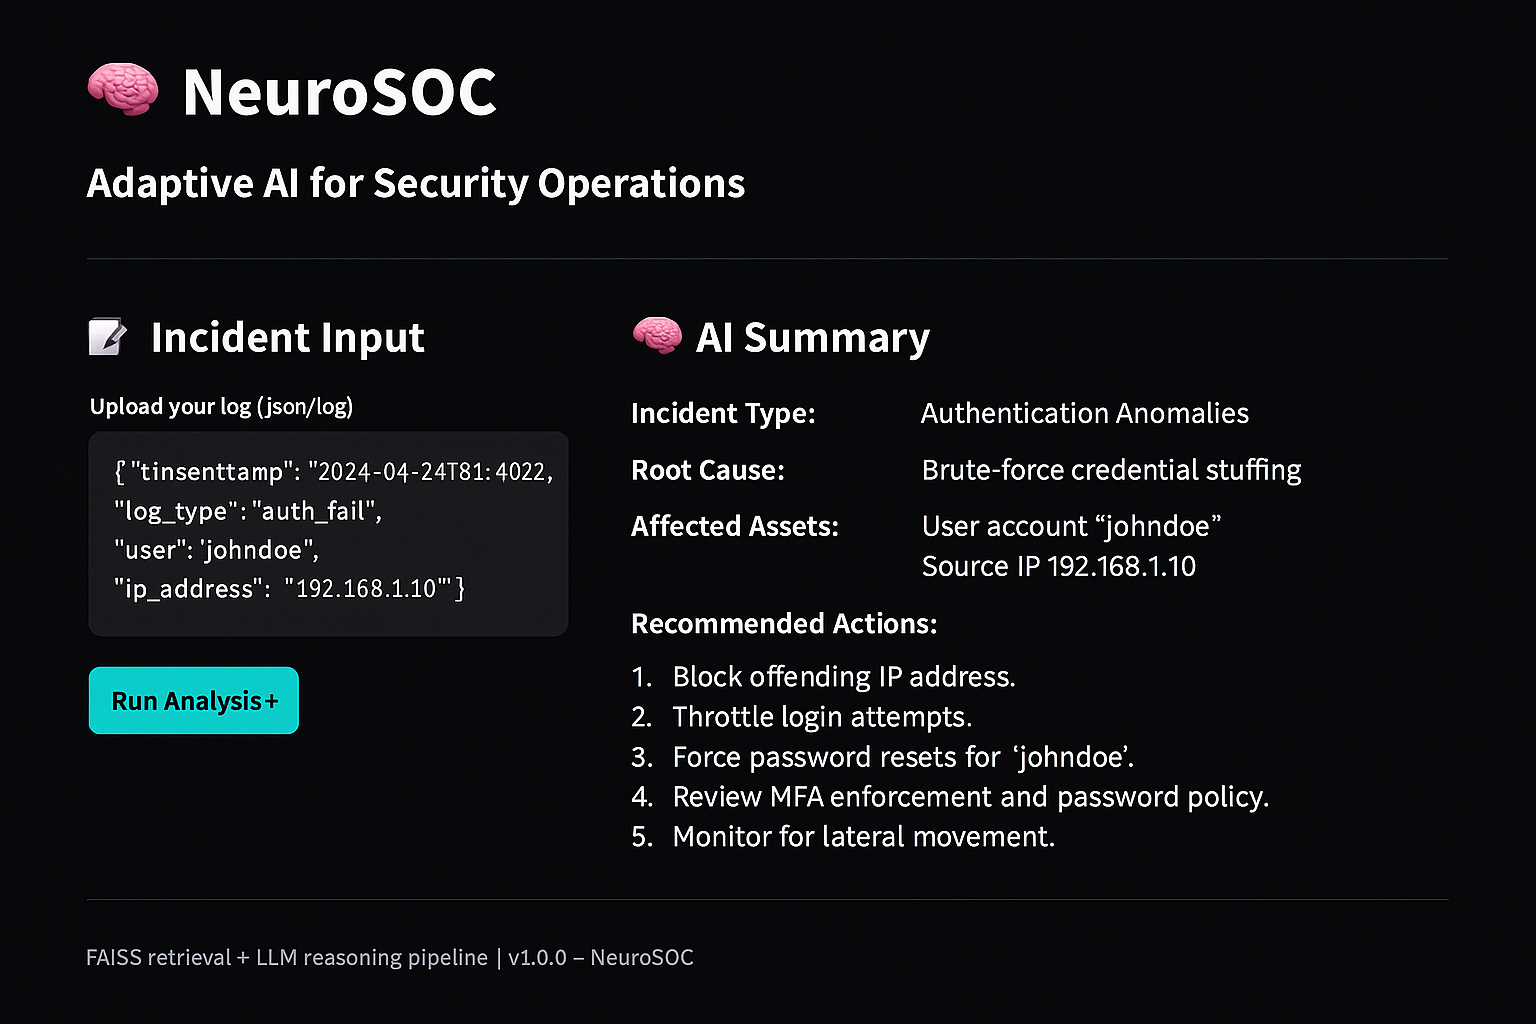 NeuroSOC
Adaptive AI for Security Operations
Incident Input
Upload your log (json/log)
{"tinsenttamp": "2024-04-24T81:4022,
"log_type": "auth_fail",
"user": 'johndoe",
"ip_address": "192.168.1.10"'}
Run Analysis+
AI Summary
Incident Type: Authentication Anomalies
Root Cause: Brute-force credential stuffing
Affected Assets: User account “johndoe”
Source IP 192.168.1.10
Recommended Actions:
1. Block offending IP address.
2. Throttle login attempts.
3. Force password resets for ‘johndoe’.
4. Review MFA enforcement and password policy.
5. Monitor for lateral movement.
FAISS retrieval + LLM reasoning pipeline | v1.0.0 – NeuroSOC